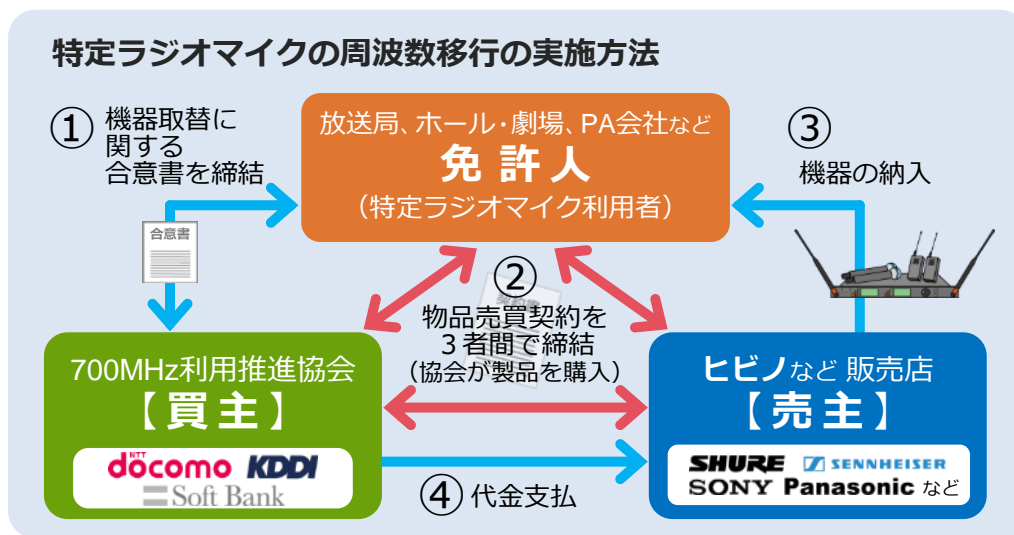 特定ラジオマイクの周波数移行の実施方法
① 機器取替に
関する
合意書を締結
合意書
放送局、ホール・劇場、PA会社など
免許人
（特定ラジオマイク利用者）
③
機器の納入
②
契約書
物品売買契約を
３者間で締結
（協会が製品を購入）
700MHz利用推進協会
【買主】
NTT
döcomo KDDI
SoftBank
ヒビノなど 販売店
【売主】
SHURE SENNHEISER
SONY Panasonic など
④ 代金支払